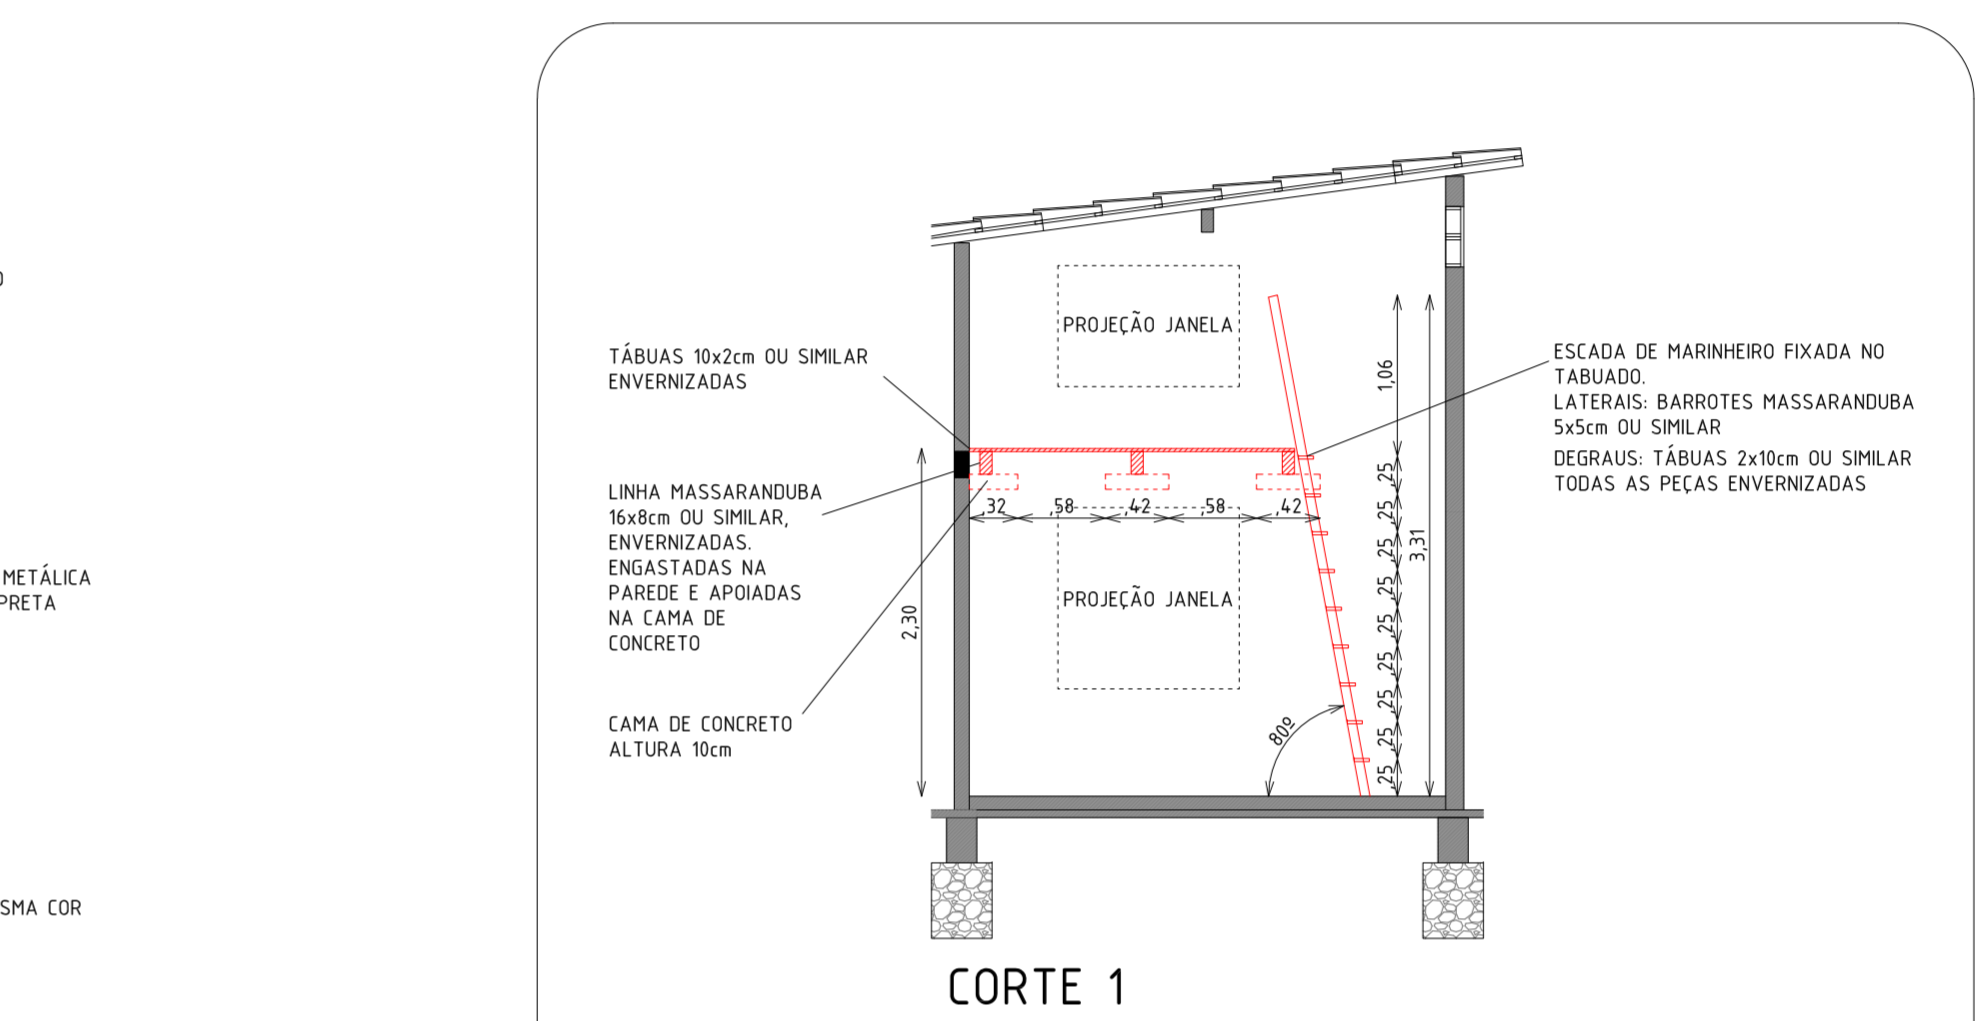 O
METÁLICA
PRETA
SMA COR
TÁBUAS 10x2cm OU SIMILAR
ENVERNIZADAS
LINHA MASSARANDUBA
16x8cm OU SIMILAR,
ENVERNIZADAS.
ENGASTADAS NA
PAREDE E APOIADAS
NA CAMA DE
CONCRETO
CAMA DE CONCRETO
ALTURA 10cm
PROJEÇÃO JANELA
,32 ,58 ,42 ,58 ,42
PROJEÇÃO JANELA
2,30
80º
1,06
,25
,25
,25
,25
,25
,25
,25
,25
,25
3,31
ESCADA DE MARINHEIRO FIXADA NO
TABUADO.
LATERAIS: BARROTES MASSARANDUBA
5x5cm OU SIMILAR
DEGRAUS: TÁBUAS 2x10cm OU SIMILAR
TODAS AS PEÇAS ENVERNIZADAS
CORTE 1